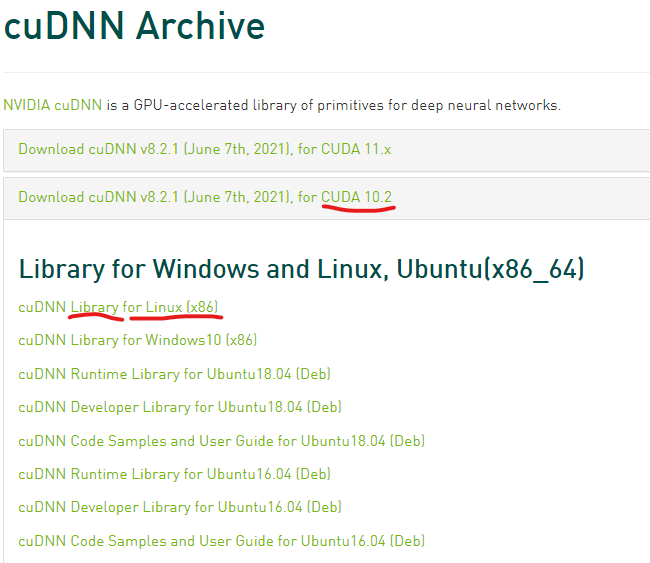 cuDNN Archive
NVIDIA cuDNN is a GPU-accelerated library of primitives for deep neural networks.
Download cuDNN v8.2.1 (June 7th, 2021), for CUDA 11.x
Download cuDNN v8.2.1 (June 7th, 2021), for CUDA 10.2
Library for Windows and Linux, Ubuntu(x86_64)
cuDNN Library for Linux (x86)
cuDNN Library for Windows10 (x86)
cuDNN Runtime Library for Ubuntu18.04 (Deb)
cuDNN Developer Library for Ubuntu18.04 (Deb)
cuDNN Code Samples and User Guide for Ubuntu18.04 (Deb)
cuDNN Runtime Library for Ubuntu16.04 (Deb)
cuDNN Developer Library for Ubuntu16.04 (Deb)
cuDNN Code Samples and User Guide for Ubuntu16.04 (Deb)